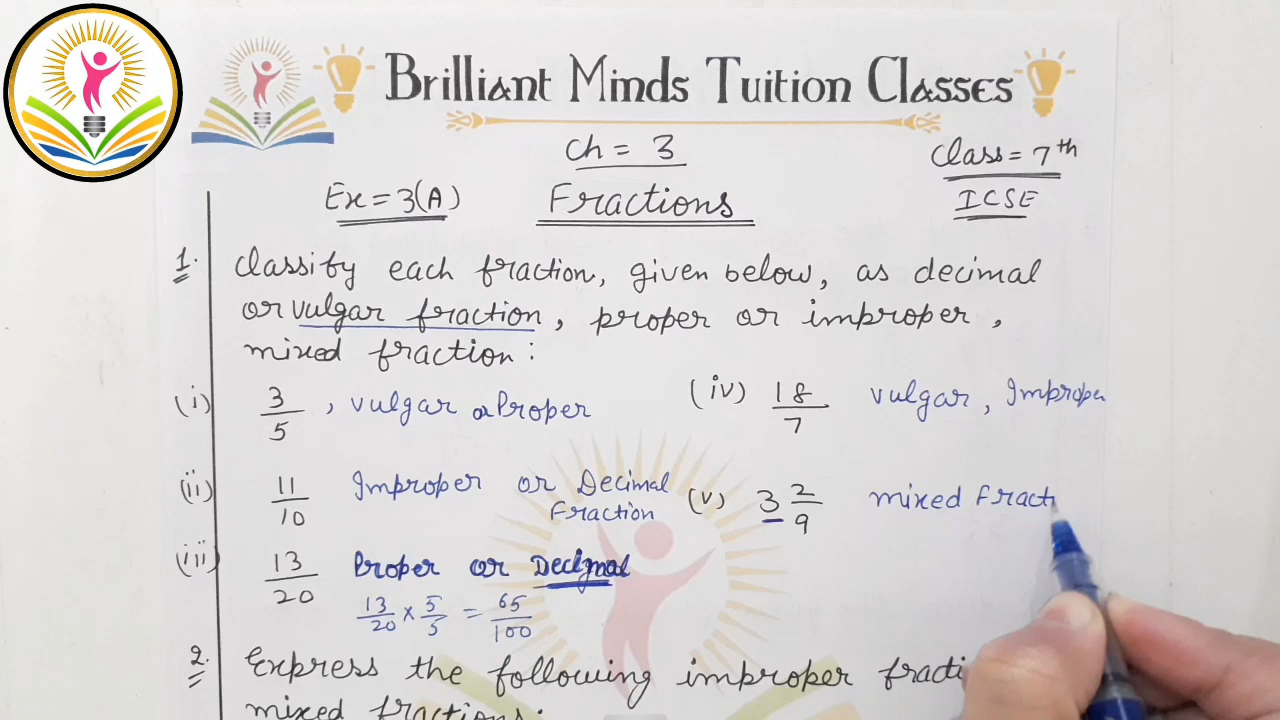 Brilliant Minds Tuition Classes
Ch = 3
Class = 7th
Ex = 3(A)
Fractions
ICSE
1. Classify each fraction, given below, as decimal
or vulgar fraction, proper or improper,
mixed fraction:
(i) 3/5, vulgar or Proper
(iv) 18/7 vulgar, Improper
(ii) 11/10 Improper or Decimal
Fraction
(v) 3 2/9 mixed Fract
(iii) 13/20 Proper or Decimal
13/20 × 5/5 = 65/100
2. Express the following improper fracti
mixed fractions: